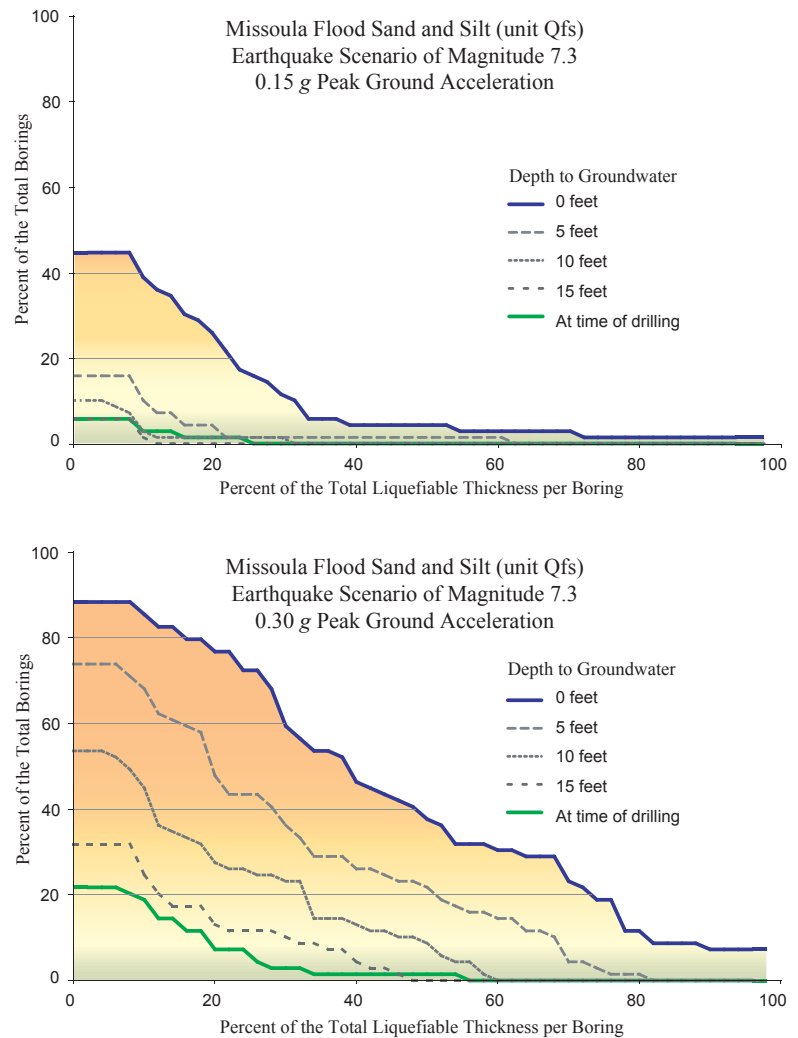 Missoula Flood Sand and Silt (unit Qfs)
Earthquake Scenario of Magnitude 7.3
0.15 g Peak Ground Acceleration
Percent of the Total Borings
100
80
60
40
20
0
Depth to Groundwater
0 feet
5 feet
10 feet
15 feet
At time of drilling
0 20 40 60 80 100
Percent of the Total Liquefiable Thickness per Boring
Missoula Flood Sand and Silt (unit Qfs)
Earthquake Scenario of Magnitude 7.3
0.30 g Peak Ground Acceleration
Percent of the Total Borings
100
80
60
40
20
0
Depth to Groundwater
0 feet
5 feet
10 feet
15 feet
At time of drilling
0 20 40 60 80 100
Percent of the Total Liquefiable Thickness per Boring